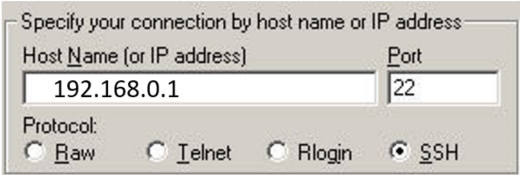 Specify your connection by host name or IP address
Host Name (or IP address) Port
192.168.0.1 22
Protocol:
Raw Telnet Rlogin SSH